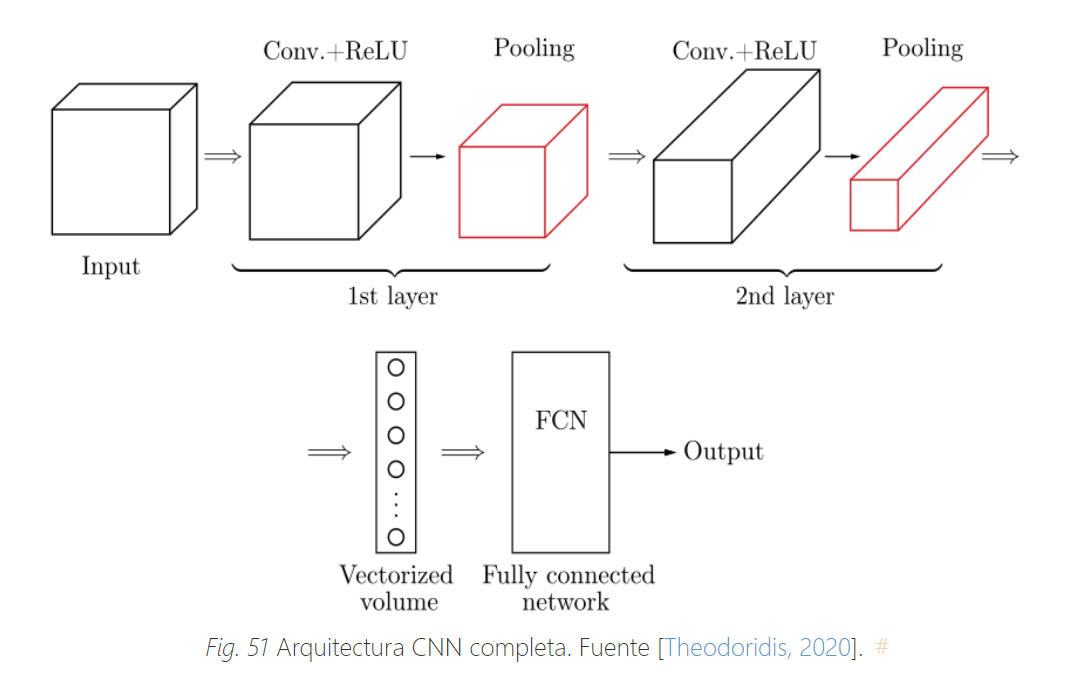 Conv.+ReLU Pooling Conv.+ReLU Pooling
Input
1st layer 2nd layer
FCN
Output
Vectorized volume
Fully connected network
Fig. 51 Arquitectura CNN completa. Fuente [Theodoridis, 2020]. #